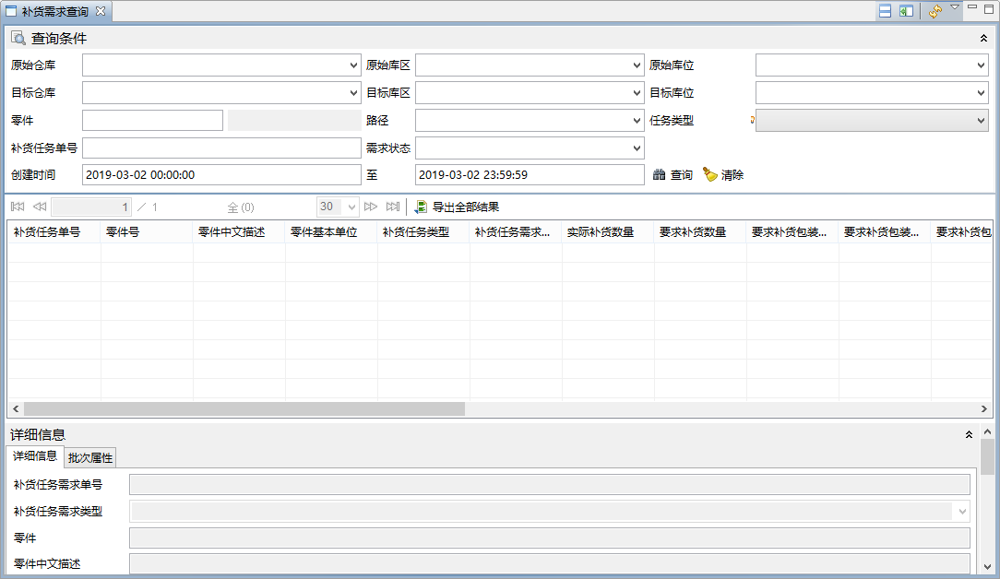 补货需求查询
查询条件
原始仓库 原始库区 原始库位
目标仓库 目标库区 目标库位
零件 路径 任务类型
补货任务单号 需求状态
创建时间 2019-03-02 00:00:00 至 2019-03-02 23:59:59 查询 清除
1 / 1 全 (0) 30 导出全部结果
补货任务单号 零件号 零件中文描述 零件基本单位 补货任务类型 补货任务需求... 实际补货数量 要求补货数量 要求补货包装... 要求补货包装... 要求补货包
详细信息
详细信息 批次属性
补货任务需求单号
补货任务需求类型
零件
零件中文描述